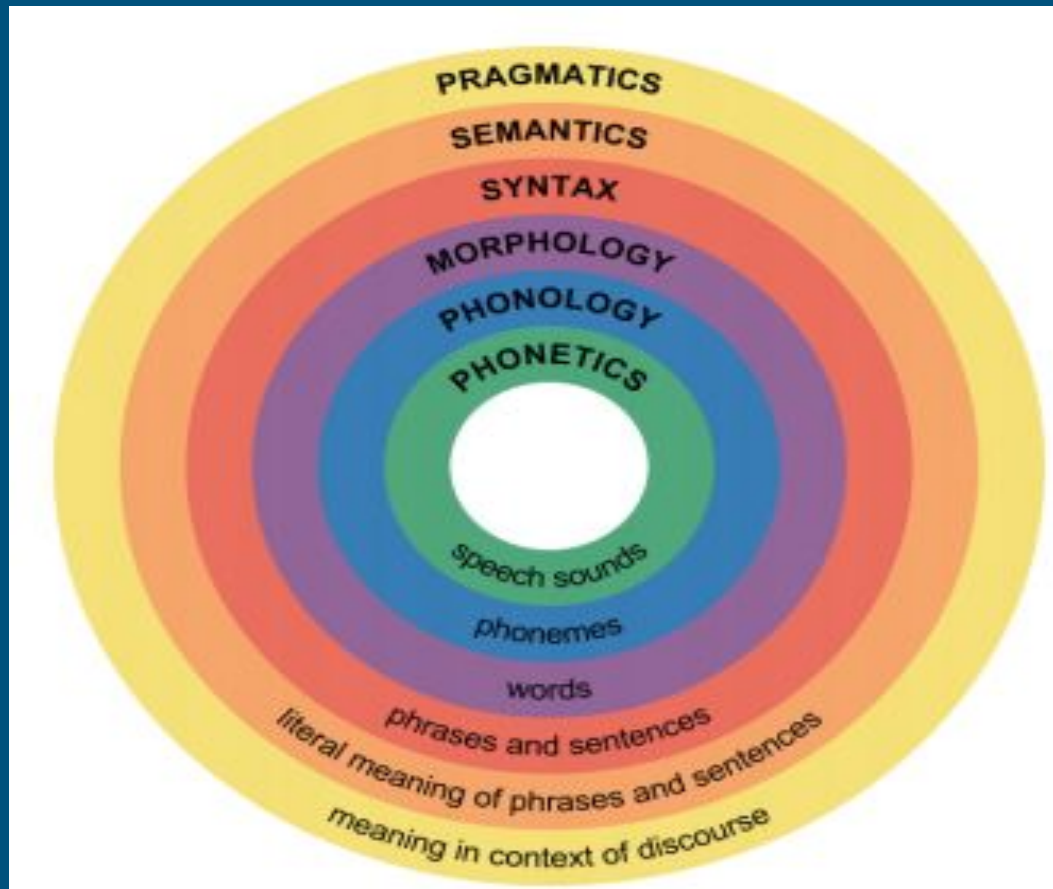 PRAGMATICS
SEMANTICS
SYNTAX
MORPHOLOGY
PHONOLOGY
PHONETICS
speech sounds
phonemes
words
phrases and sentences
literal meaning of phrases and sentences
meaning in context of discourse